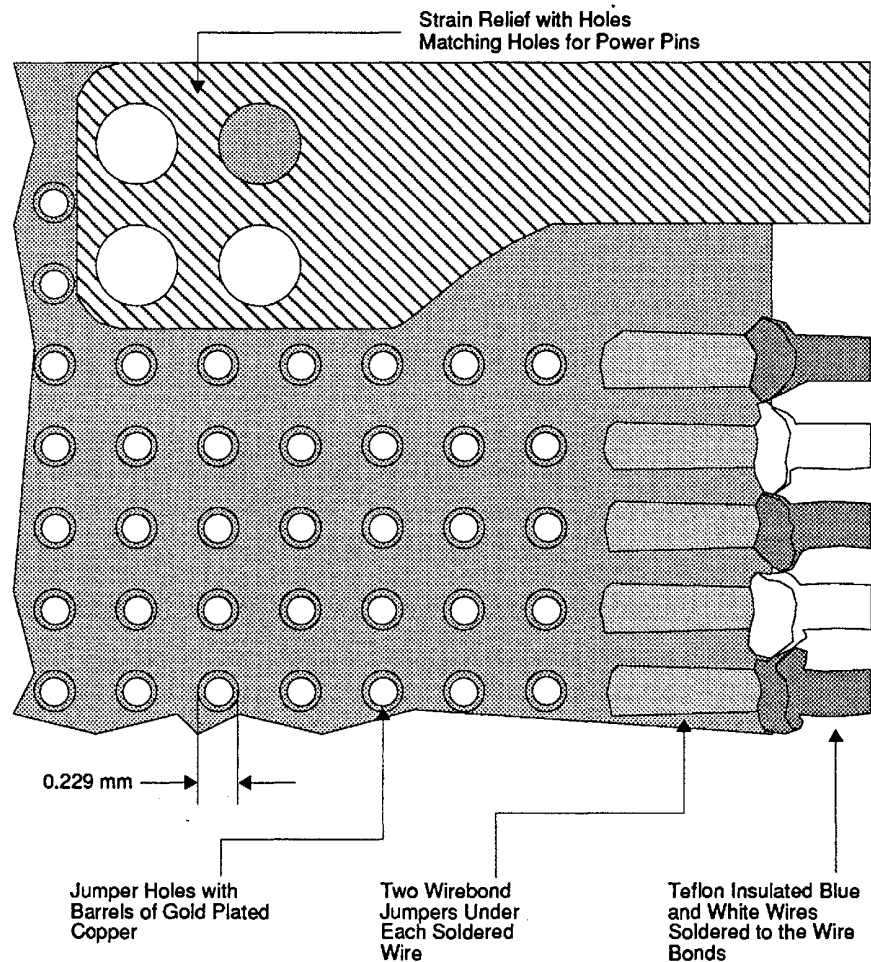 Strain Relief with Holes
Matching Holes for Power Pins
0.229 mm
Jumper Holes with
Barrels of Gold Plated
Copper
Two Wirebond
Jumpers Under
Each Soldered
Wire
Teflon Insulated Blue
and White Wires
Soldered to the Wire
Bonds